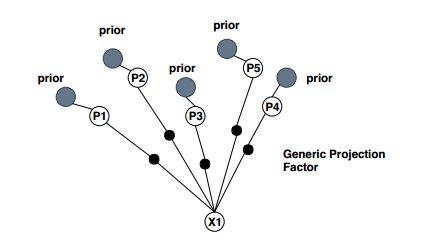 prior
prior
prior
prior
prior
P1
P2
P3
P5
P4
Generic Projection
Factor
X1